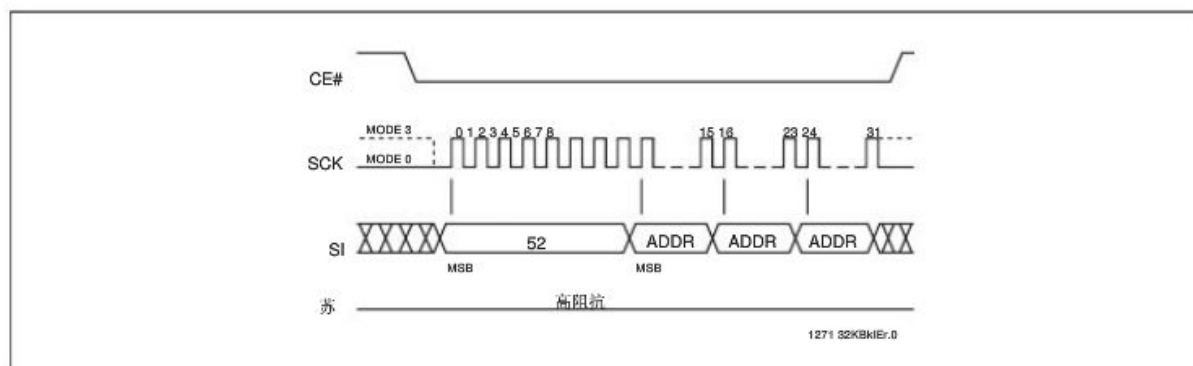 CE#
MODE 3
0 1 2 3 4 5 6 7 8
15 16
23 24
31
SCK
MODE 0
SI
52
ADDR
ADDR
ADDR
MSB
MSB
苏
高阻抗
1271 32KBklEr.0